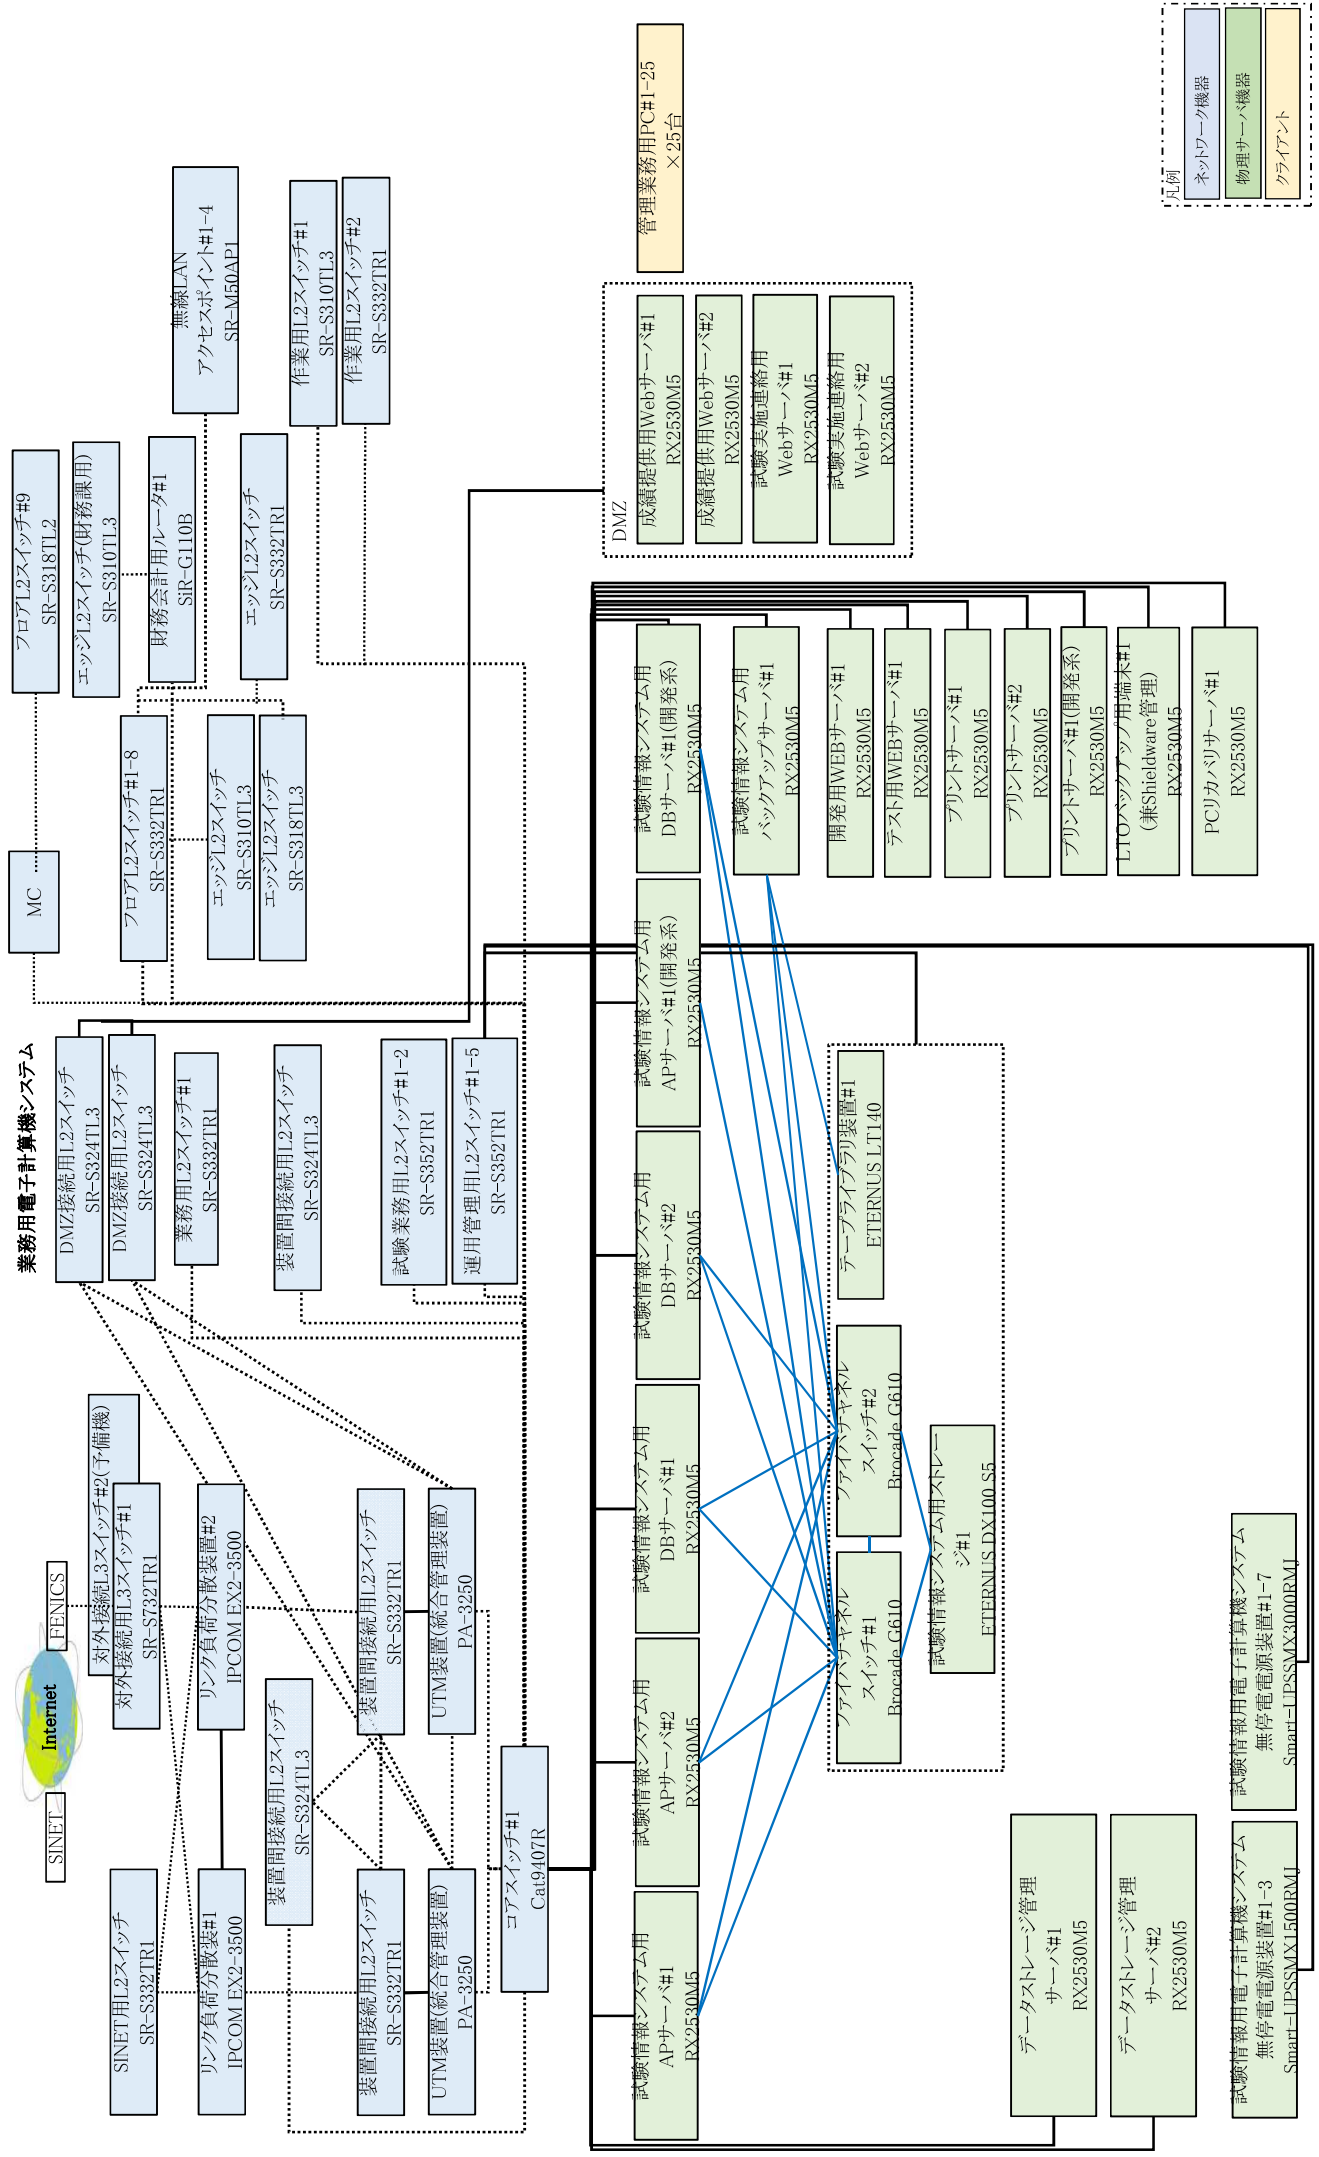 業務用電子計算機システム
SINET
Internet
FENICS
SINET用L2スイッチ
SR-S332TR1
対外接続L3スイッチ#2(予備機)
対外接続用L3スイッチ#1
SR-S732TR1
リンク負荷分散装#1
IPCOM EX2-3500
リンク負荷分散装置#2
IPCOM EX2-3500
装置間接続用L2スイッチ
SR-S324TL3
装置間接続用L2スイッチ
SR-S332TR1
装置間接続用L2スイッチ
SR-S332TR1
UTM装置(統合管理装置)
PA-3250
UTM装置(統合管理装置)
PA-3250
コアスイッチ#1
Cat9407R
DMZ接続用L2スイッチ
SR-S324TL3
DMZ接続用L2スイッチ
SR-S324TL3
業務用L2スイッチ#1
SR-S332TR1
装置間接続用L2スイッチ
SR-S324TL3
試験業務用L2スイッチ#1-2
SR-S352TR1
運用管理用L2スイッチ#1-5
SR-S352TR1
MC
フロアL2スイッチ#9
SR-S318TL2
エッジL2スイッチ(財務課用)
SR-S310TL3
財務会計用ルータ#1
SiR-G110B
フロアL2スイッチ#1-8
SR-S332TR1
エッジL2スイッチ
SR-S310TL3
エッジL2スイッチ
SR-S318TL3
エッジL2スイッチ
SR-S332TR1
無線LAN
アクセスポイント#1-4
SR-M50AP1
作業用L2スイッチ#1
SR-S310TL3
作業用L2スイッチ#2
SR-S332TR1
試験情報システム用
APサーバ#1
RX2530M5
試験情報システム用
APサーバ#2
RX2530M5
試験情報システム用
DBサーバ#1
RX2530M5
試験情報システム用
DBサーバ#2
RX2530M5
試験情報システム用
APサーバ#1(開発系)
RX2530M5
試験情報システム用
DBサーバ#1(開発系)
RX2530M5
試験情報システム用
バックアップサーバ#1
RX2530M5
開発用WEBサーバ#1
RX2530M5
テスト用WEBサーバ#1
RX2530M5
プリントサーバ#1
RX2530M5
プリントサーバ#2
RX2530M5
プリントサーバ#1(開発系)
RX2530M5
LTOバックアップ用端末#1
(兼Shieldware管理)
RX2530M5
PCリカバリサーバ#1
RX2530M5
DMZ
成績提供用Webサーバ#1
RX2530M5
成績提供用Webサーバ#2
RX2530M5
試験実施連絡用
Webサーバ#1
RX2530M5
試験実施連絡用
Webサーバ#2
RX2530M5
管理業務用PC#1-25
×25台
ファイバチャネル
スイッチ#1
Brocade G610
ファイバチャネル
スイッチ#2
Brocade G610
テープライブラリ装置#1
ETERNUS LT140
試験情報システム用ストレー
ジ#1
ETERNUS DX100 S5
データストレージ管理
サーバ#1
RX2530M5
データストレージ管理
サーバ#2
RX2530M5
試験情報用電子計算機システム
無停電電源装置#1-3
Smart-UPSSMX1500RMJ
試験情報用電子計算機システム
無停電電源装置#1-7
Smart-UPSSMX3000RMJ
凡例
ネットワーク機器
物理サーバ機器
クライアント